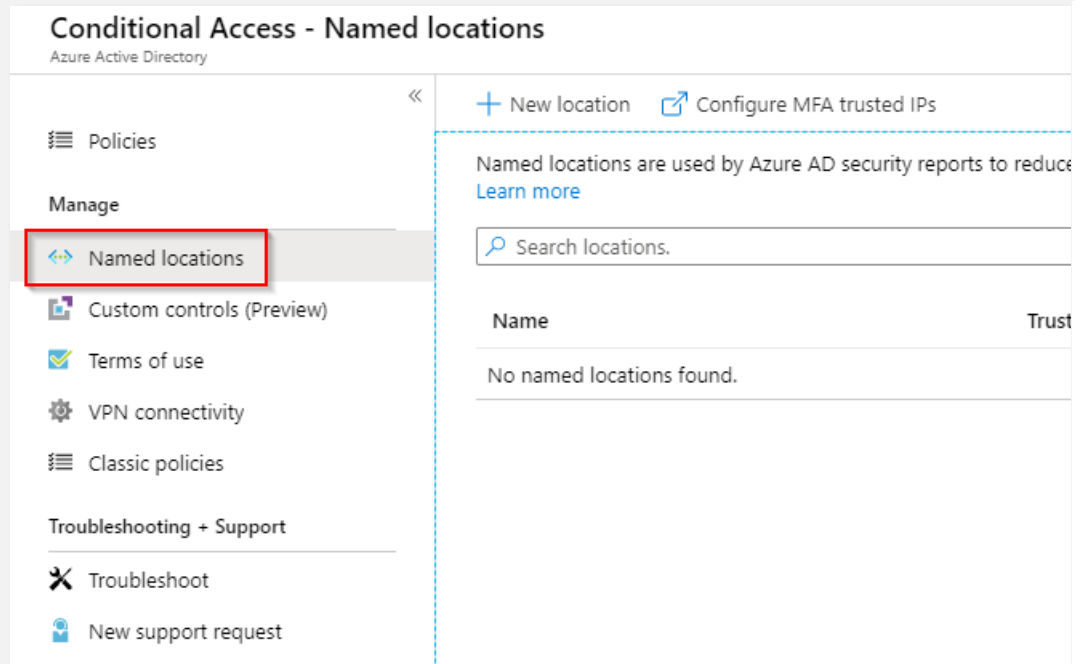 Conditional Access - Named locations
Azure Active Directory
«
Policies
Manage
Named locations
Custom controls (Preview)
Terms of use
VPN connectivity
Classic policies
Troubleshooting + Support
Troubleshoot
New support request
New location
Configure MFA trusted IPs
Named locations are used by Azure AD security reports to reduce
Learn more
Search locations.
Name
Trust
No named locations found.